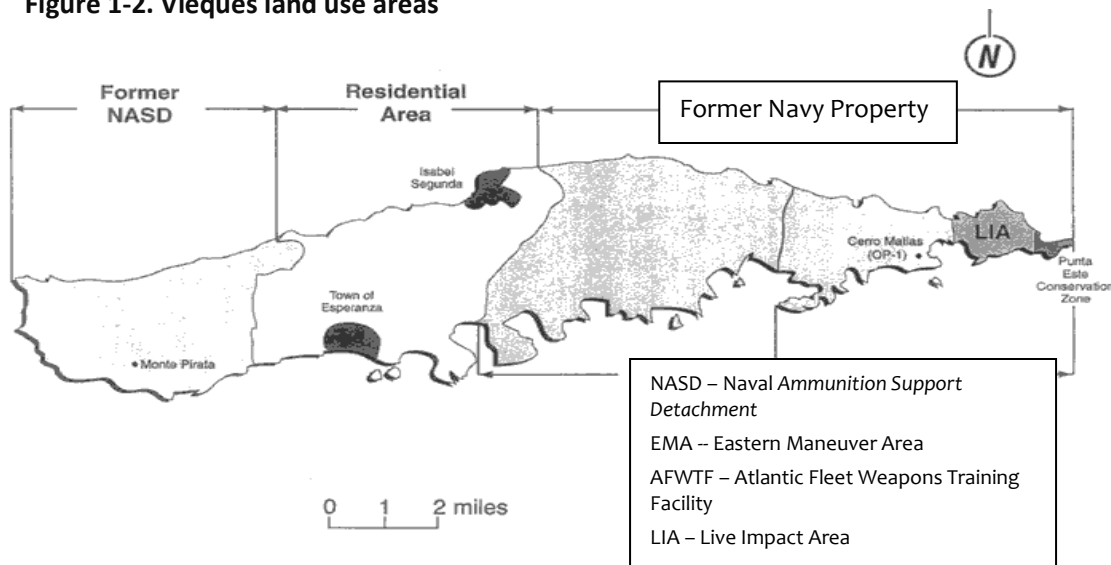 Figure 1-2. Vieques land use areas
N
Former
NASD
Residential
Area
Former Navy Property
Isabel
Segunda
LIA
Cerro Matias
(OP-1)
Punta
Este
Conservation
Zone
Town of
Esperanza
Monte Pirata
NASD – Naval Ammunition Support
Detachment
EMA -- Eastern Maneuver Area
AFWTF – Atlantic Fleet Weapons Training
Facility
LIA – Live Impact Area
0 1 2 miles